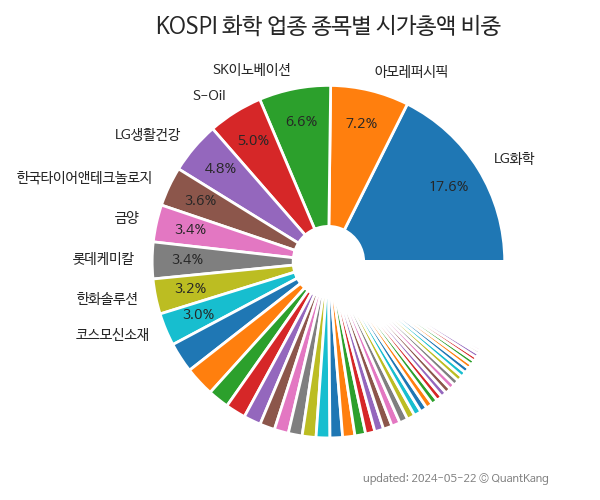 KOSPI 화학 업종 종목별 시가총액 비중
SK이노베이션
아모레퍼시픽
S-Oil
6.6%
7.2%
LG생활건강
5.0%
LG화학
4.8%
17.6%
한국타이어앤테크놀로지
3.6%
금양
3.4%
롯데케미칼
3.4%
한화솔루션
3.2%
코스모신소재
3.0%
updated: 2024-05-22 © QuantKang